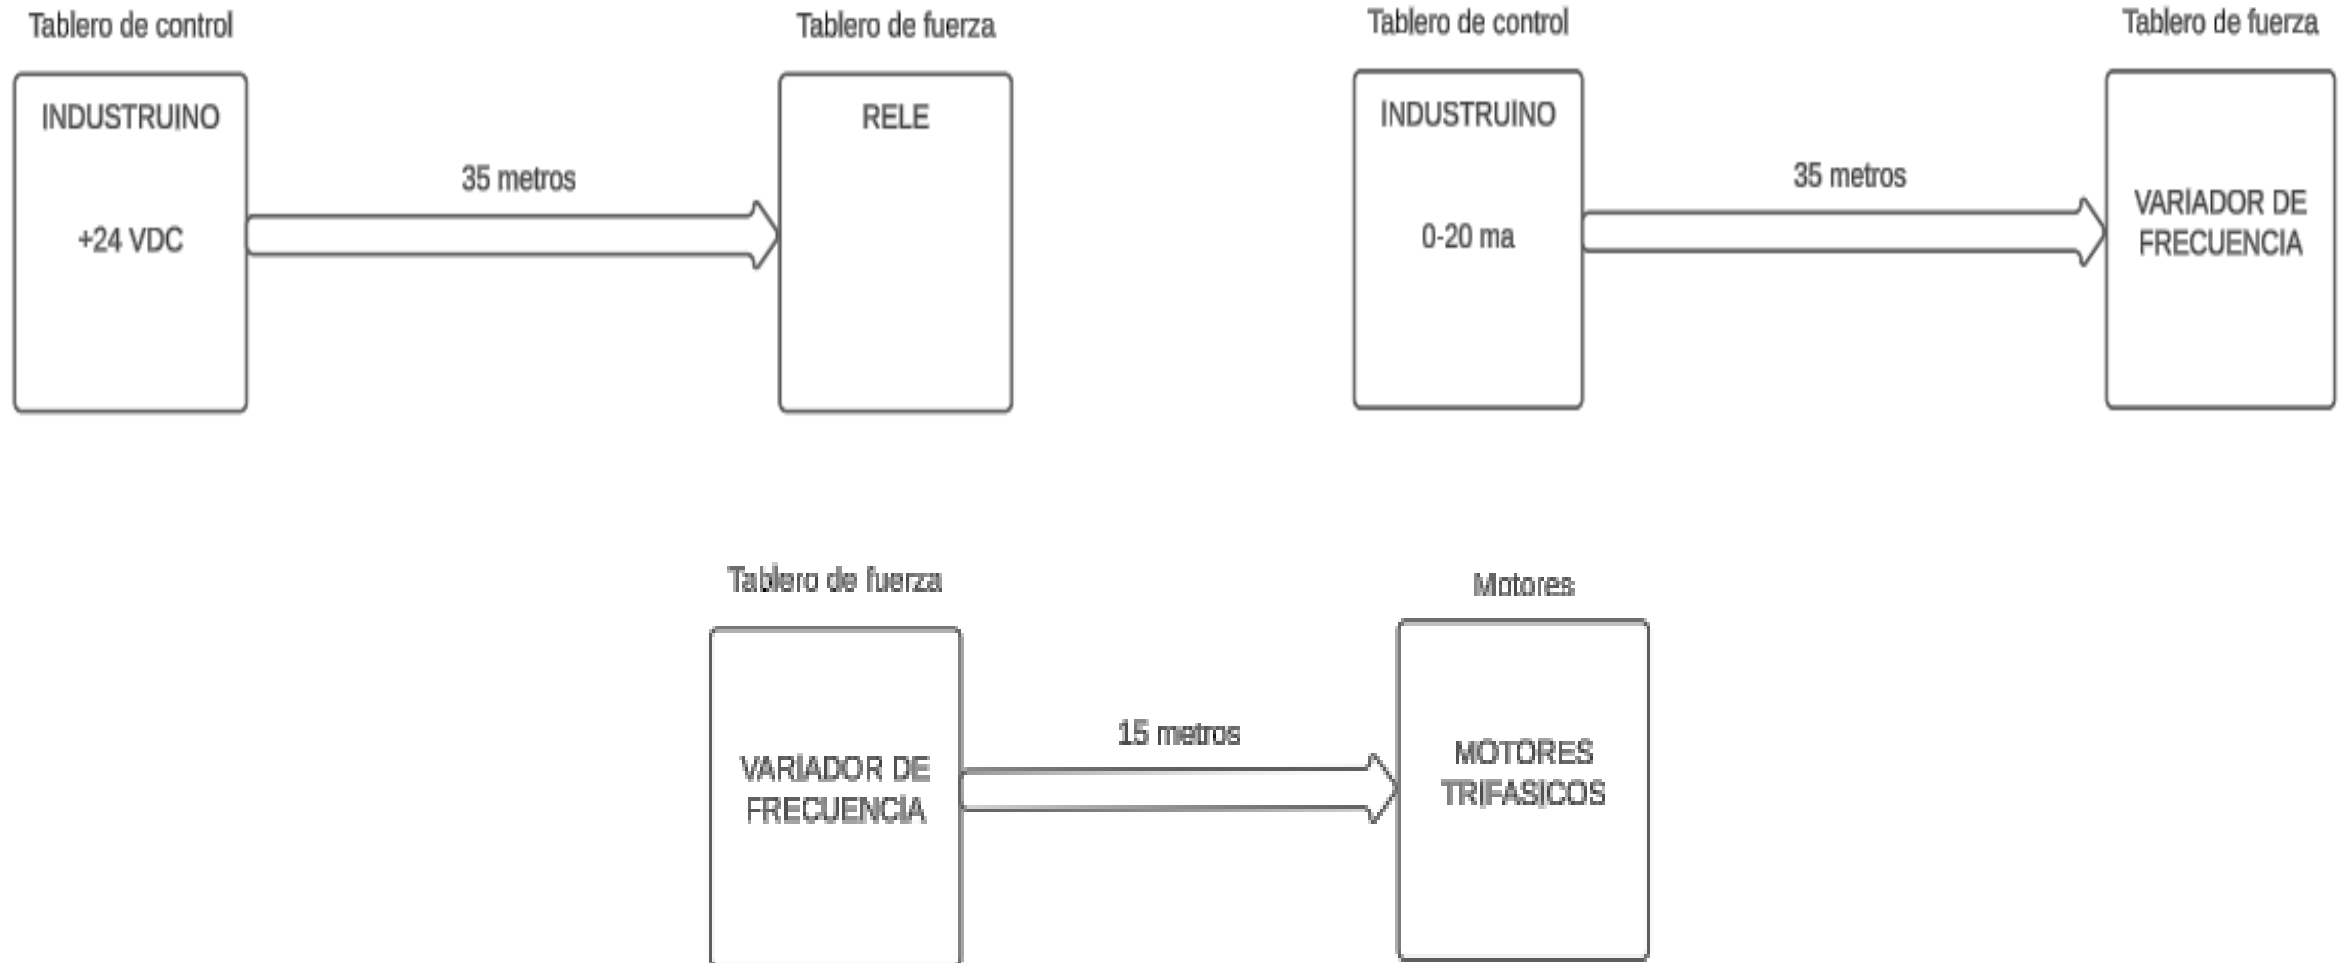 Tablero de control
INDUSTRUINO
+24 VDC
35 metros
Tablero de fuerza
RELE
Tablero de control
INDUSTRUINO
0-20 ma
35 metros
Tablero de fuerza
VARIADOR DE
FRECUENCIA
Tablero de fuerza
VARIADOR DE
FRECUENCIA
15 metros
Motores
MOTORES
TRIFASICOS